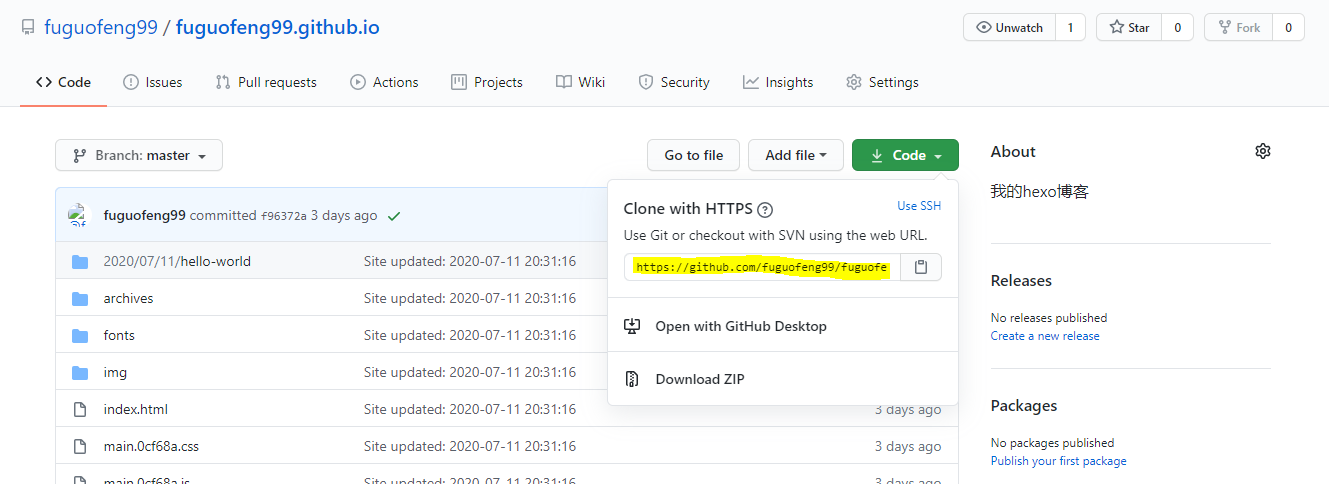 fuguofeng99 / fuguofeng99.github.io
Unwatch 1 Star 0 Fork 0
Code Issues Pull requests Actions Projects Wiki Security Insights Settings
Branch: master Go to file Add file Code
fuguofeng99 committed f96372a 3 days ago
2020/07/11/hello-world Site updated: 2020-07-11 20:31:16
archives Site updated: 2020-07-11 20:31:16
fonts Site updated: 2020-07-11 20:31:16
img Site updated: 2020-07-11 20:31:16
index.html Site updated: 2020-07-11 20:31:16 3 days ago
main.0cf68a.css Site updated: 2020-07-11 20:31:16 3 days ago
main.0cf68a.js Site updated: 2020-07-11 20:31:16 3 days ago
Clone with HTTPS Use SSH
Use Git or checkout with SVN using the web URL.
https://github.com/fuguofeng99/fuguofe
Open with GitHub Desktop
Download ZIP
About
我的hexo博客
Releases
No releases published
Create a new release
Packages
No packages published
Publish your first package